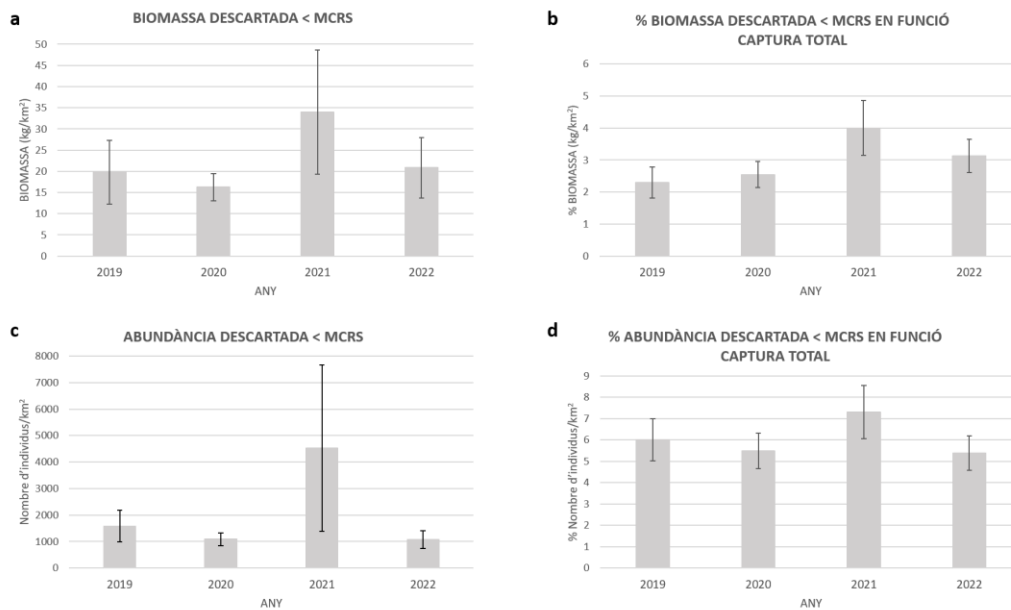 a
BIOMASSA DESCARTADA < MCRS
BIOMASSA (kg/km²)
50
45
40
35
30
25
20
15
10
5
0
2019 2020 2021 2022
ANY
b
% BIOMASSA DESCARTADA < MCRS EN FUNCIÓ
CAPTURA TOTAL
% BIOMASSA (kg/km²)
6
5
4
3
2
1
0
2019 2020 2021 2022
ANY
c
ABUNDÀNCIA DESCARTADA < MCRS
Nombre d'individus/km²
8000
7000
6000
5000
4000
3000
2000
1000
0
2019 2020 2021 2022
ANY
d
% ABUNDÀNCIA DESCARTADA < MCRS EN FUNCIÓ
CAPTURA TOTAL
% Nombre d'individus/km²
9
8
7
6
5
4
3
2
1
0
2019 2020 2021 2022
ANY